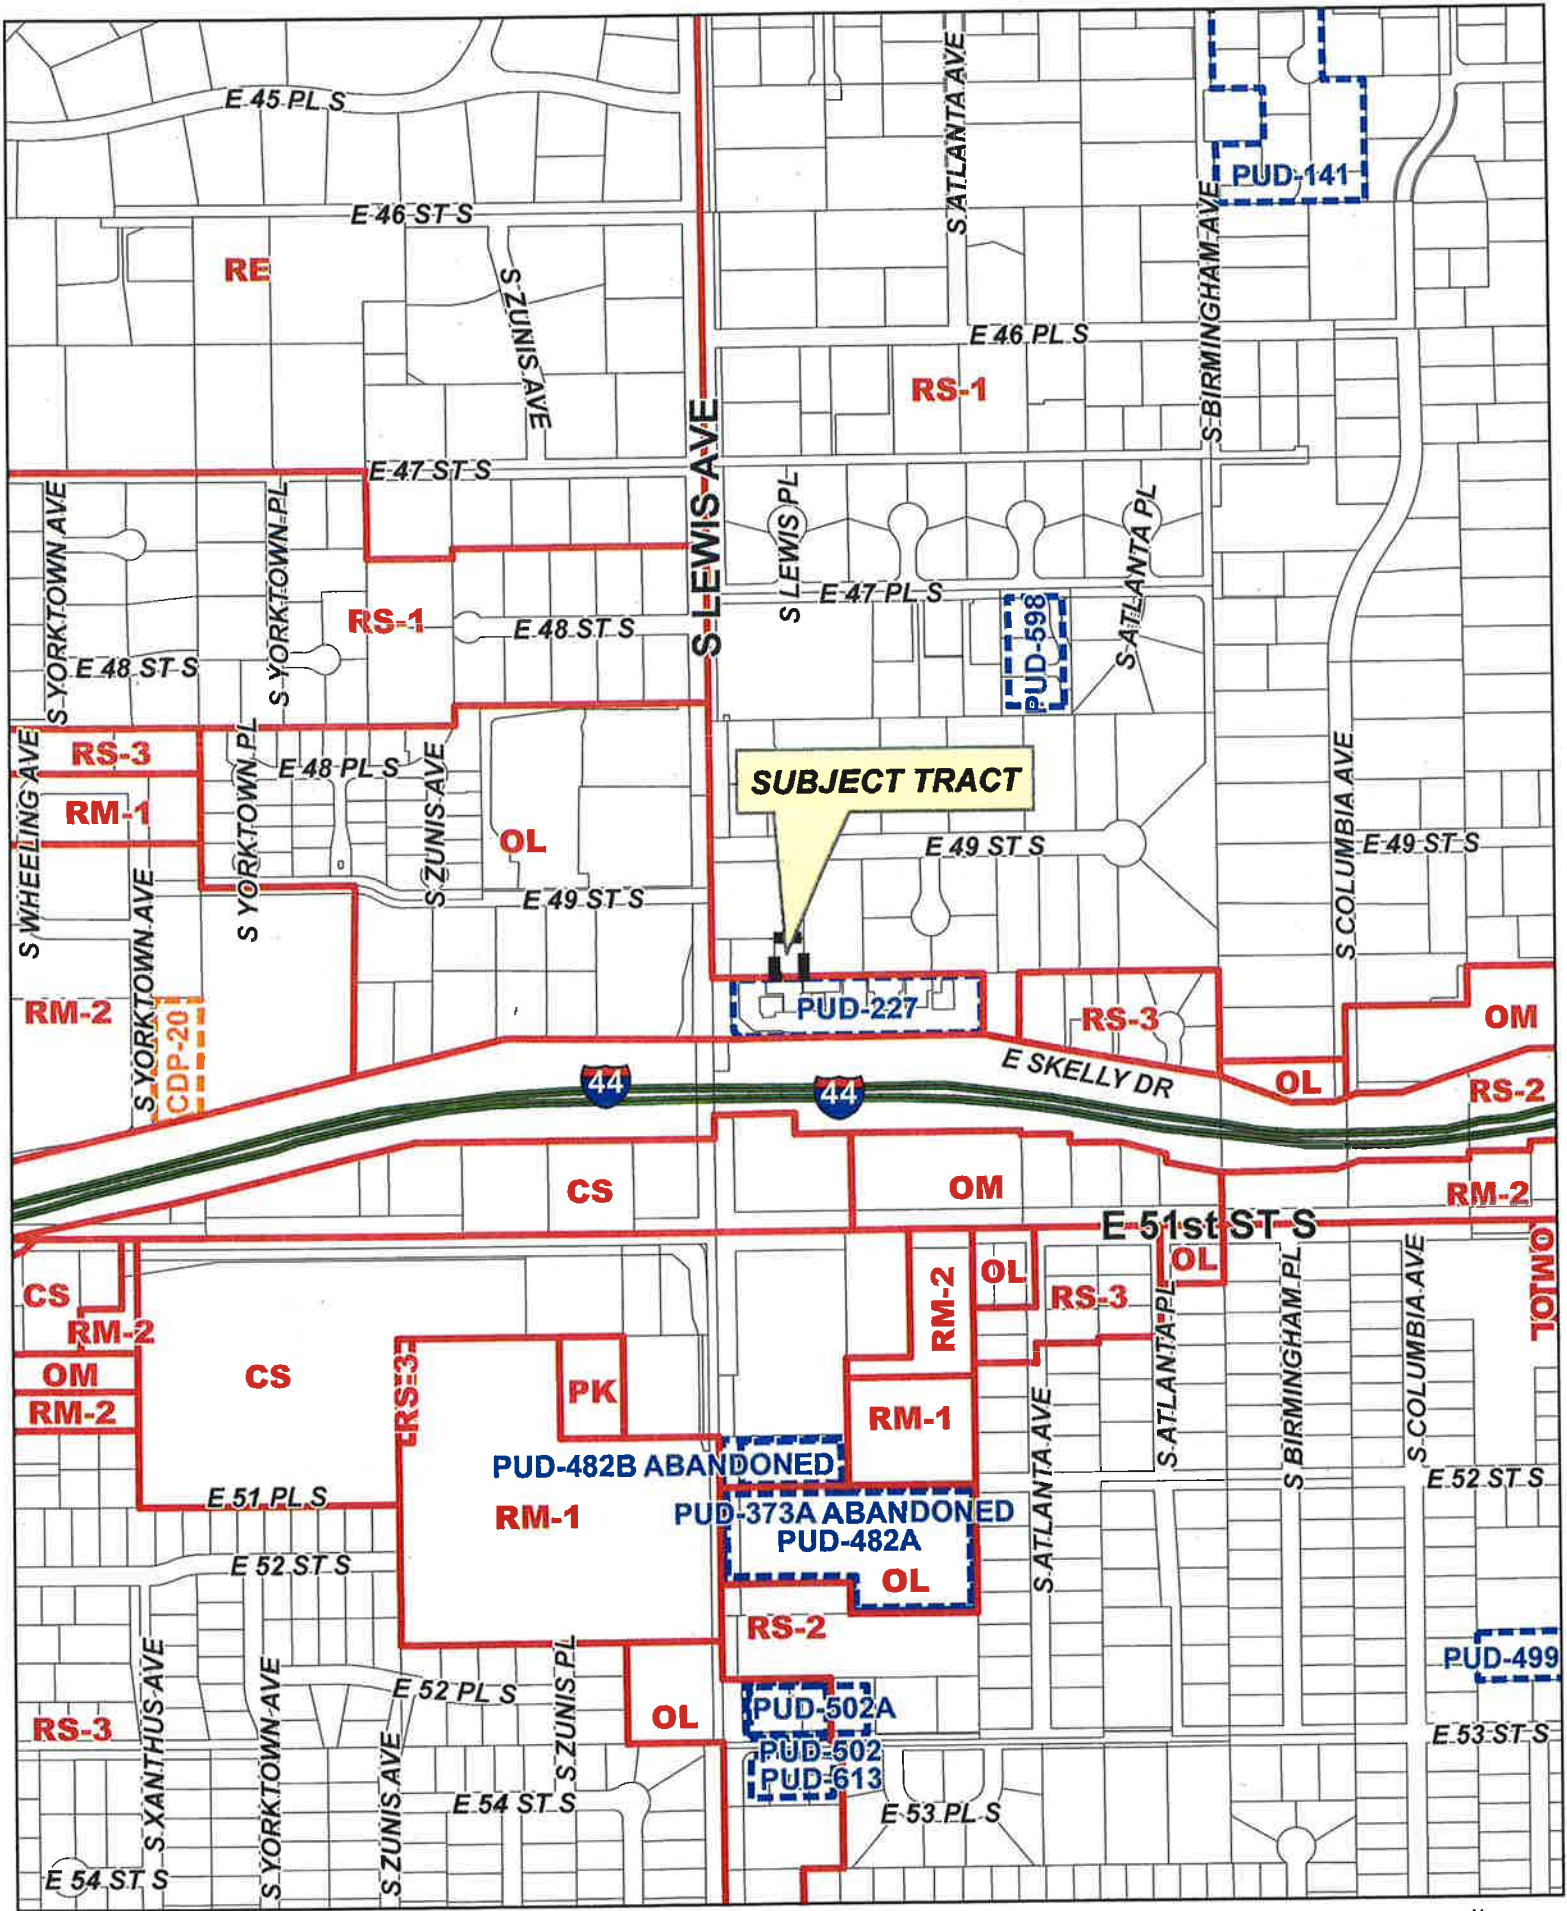 E 45 PL S
S ATLANTA AVE
PUD-141
E 46 ST S
S BIRMINGHAM AVE
RE
S ZUNIS AVE
E 46 PL S
RS-1
S LEWIS AVE
E 47 ST S
S YORKTOWN AVE
S YORKTOWN PL
S LEWIS PL
S ATLANTA PL
E 47 PL S
PUD-598
RS-1
E 48 ST S
E 48 ST S
RS-3
S WHEELING AVE
S YORKTOWN PL
E 48 PL S
S ZUNIS AVE
S COLUMBIA AVE
SUBJECT TRACT
RM-1
OL
E 49 ST S
E 49 ST S
E 49 ST S
S YORKTOWN AVE
RM-2
CDP-20
PUD-227
RS-3
OM
E SKELLY DR
44
44
OL
RS-2
CS
OM
RM-2
E 51st ST S
CS
RM-2
OM
RM-2
CS
RS-3
PK
RM-2
OL
RS-3
OL
S ATLANTA PL
S BIRMINGHAM PL
S COLUMBIA AVE
OMJOL
RM-1
S ATLANTA AVE
PUD-482B ABANDONED
E 52 ST S
E 51 PL S
RM-1
PUD-373A ABANDONED
PUD-482A
OL
E 52 ST S
RS-2
PUD-499
S XANTHUS AVE
S YORKTOWN AVE
E 52 PL S
S ZUNIS PL
RS-3
OL
PUD-502A
E 53 ST S
PUD-502
PUD-613
S ZUNIS AVE
E 54 ST S
E 53 PL S
E 54 ST S